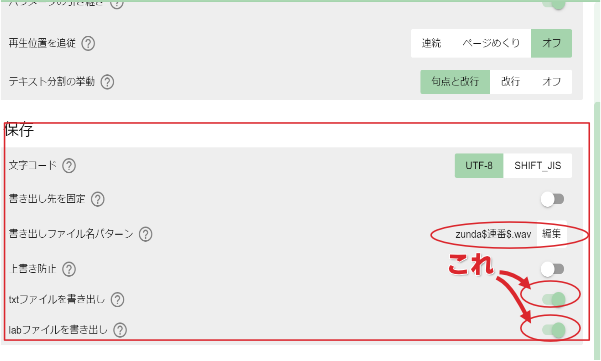 パラメータの引き継ぎ
再生位置を追従 ? 連続 ページめくり オフ
テキスト分割の挙動 ? 句点と改行 改行 オフ
保存
文字コード ? UTF-8 SHIFT_JIS
書き出し先を固定 ?
書き出しファイル名パターン ? zunda$連番$.wav 編集
上書き防止 ?
これ
txtファイルを書き出し ?
labファイルを書き出し ?